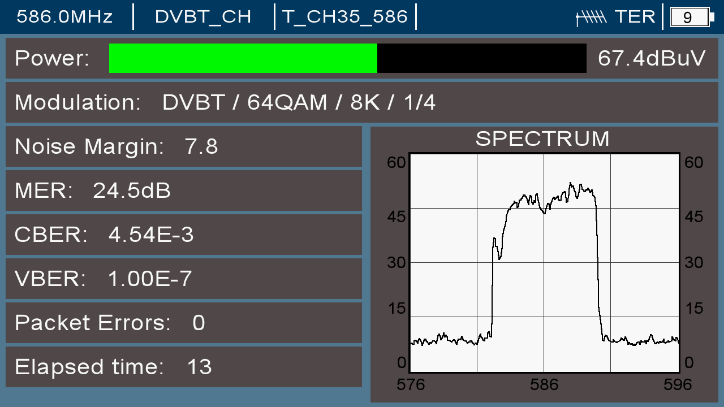 586.0MHz DVBT_CH T_CH35_586 TER 9
Power: 67.4dBuV
Modulation: DVBT / 64QAM / 8K / 1/4
Noise Margin: 7.8
MER: 24.5dB
CBER: 4.54E-3
VBER: 1.00E-7
Packet Errors: 0
Elapsed time: 13
SPECTRUM
60 60
45 45
30 30
15 15
0 0
576 586 596